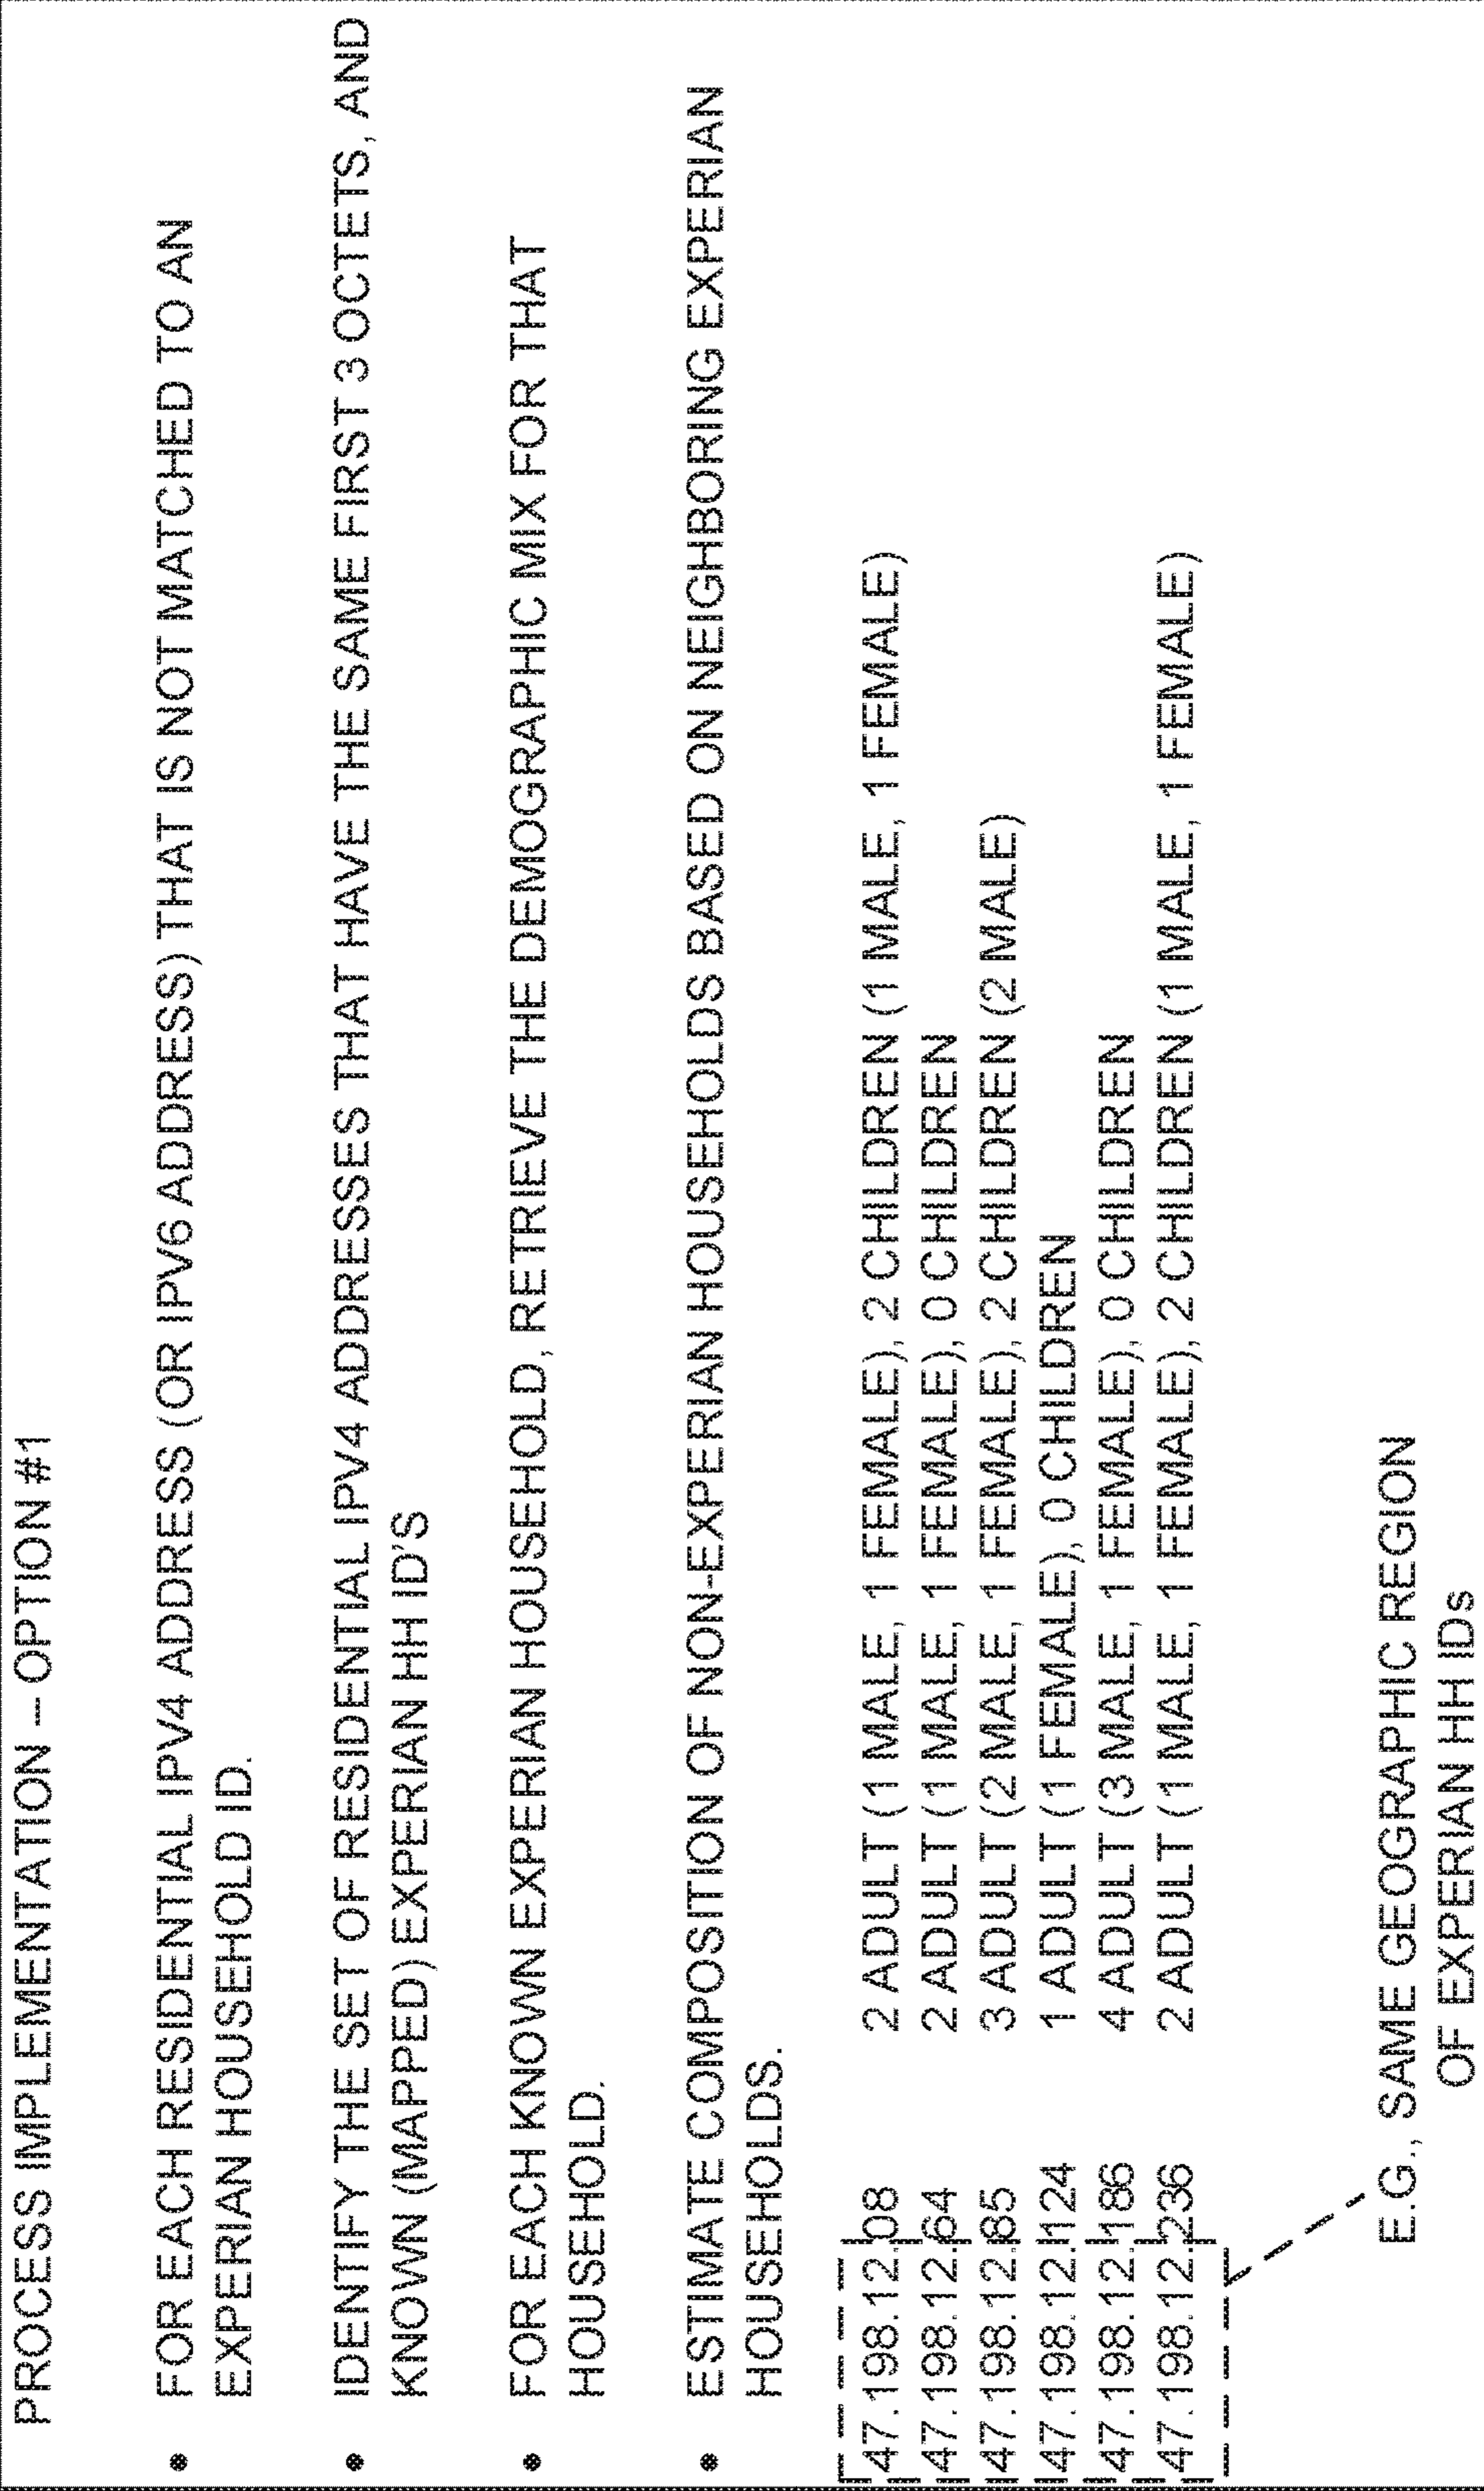 PROCESS IMPLEMENTATION – OPTION #1
• FOR EACH RESIDENTIAL IPV4 ADDRESS (OR IPV6 ADDRESS) THAT IS NOT MATCHED TO AN
EXPERIAN HOUSEHOLD ID.
• IDENTIFY THE SET OF RESIDENTIAL IPV4 ADDRESSES THAT HAVE THE SAME FIRST 3 OCTETS, AND
KNOWN (MAPPED) EXPERIAN HH ID'S
• FOR EACH KNOWN EXPERIAN HOUSEHOLD, RETRIEVE THE DEMOGRAPHIC MIX FOR THAT
HOUSEHOLD.
• ESTIMATE COMPOSITION OF NON-EXPERIAN HOUSEHOLDS BASED ON NEIGHBORING EXPERIAN
HOUSEHOLDS.
47.198.12.08 2 ADULT (1 MALE, 1 FEMALE), 2 CHILDREN (1 MALE, 1 FEMALE)
47.198.12.64 2 ADULT (1 MALE, 1 FEMALE), 0 CHILDREN
47.198.12.85 3 ADULT (2 MALE, 1 FEMALE), 2 CHILDREN (2 MALE)
47.198.12.124 1 ADULT (1 FEMALE), 0 CHILDREN
47.198.12.186 4 ADULT (3 MALE, 1 FEMALE), 0 CHILDREN
47.198.12.236 2 ADULT (1 MALE, 1 FEMALE), 2 CHILDREN (1 MALE, 1 FEMALE)
E.G., SAME GEOGRAPHIC REGION
OF EXPERIAN HH IDs